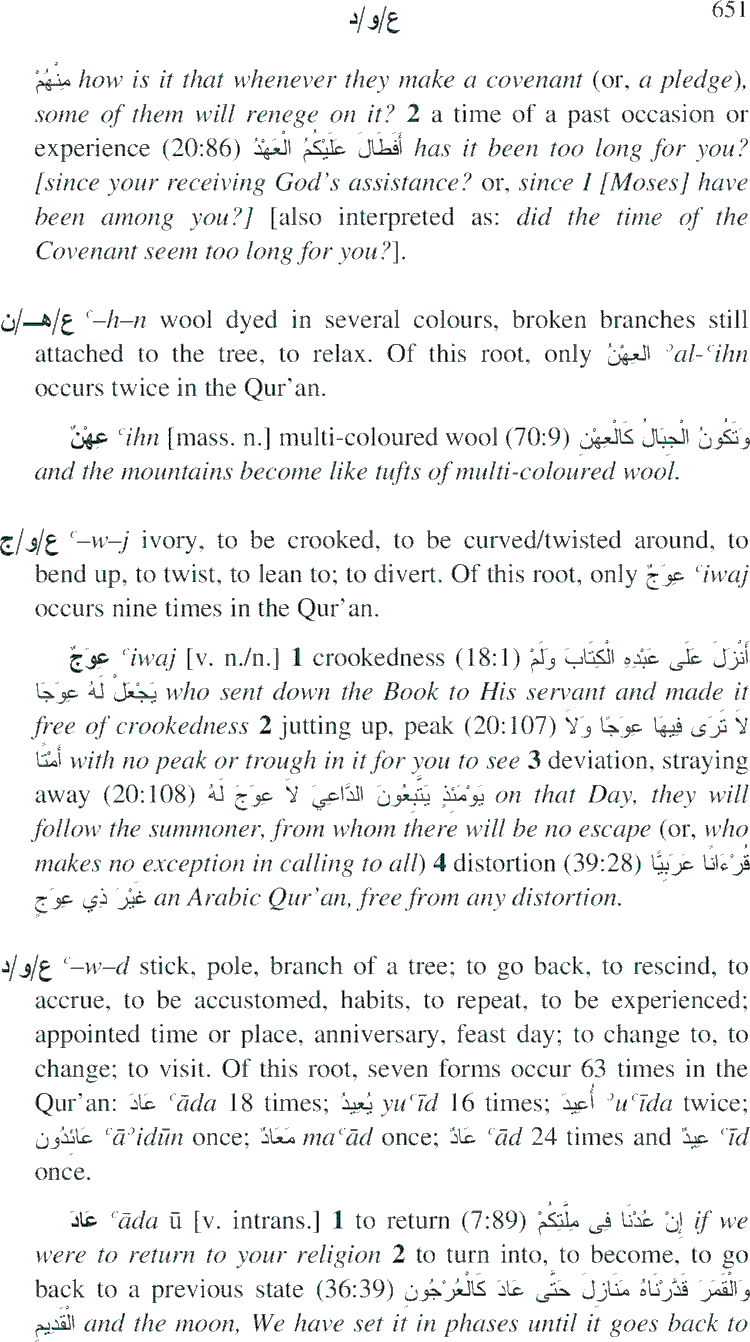 ع/و/د 651
مِنْهُمْ how is it that whenever they make a covenant (or, a pledge),
some of them will renege on it? 2 a time of a past occasion or
experience (20:86) أَفَطَالَ عَلَيْكُمُ الْعَهْدُ has it been too long for you?
[since your receiving God's assistance? or, since I [Moses] have
been among you?] [also interpreted as: did the time of the
Covenant seem too long for you?].
ع/هـ/ن ʿ–h–n wool dyed in several colours, broken branches still
attached to the tree, to relax. Of this root, only العِهْنُ ʾal-ʿihn
occurs twice in the Qur'an.
عِهْنٌ ʿihn [mass. n.] multi-coloured wool (70:9) وَتَكُونُ الْجِبَالُ كَالْعِهْنِ
and the mountains become like tufts of multi-coloured wool.
ع/و/ج ʿ–w–j ivory, to be crooked, to be curved/twisted around, to
bend up, to twist, to lean to; to divert. Of this root, only عِوَجٌ ʿiwaj
occurs nine times in the Qur'an.
عِوَجٌ ʿiwaj [v. n./n.] 1 crookedness (18:1) أَنْزَلَ عَلَى عَبْدِهِ الْكِتَابَ وَلَمْ
يَجْعَلْ لَهُ عِوَجَا who sent down the Book to His servant and made it
free of crookedness 2 jutting up, peak (20:107) لاَ تَرَى فِيهَا عِوَجًا وَلاَ
أَمْتًا with no peak or trough in it for you to see 3 deviation, straying
away (20:108) يَوْمَئِذٍ يَتَّبِعُونَ الدَّاعِيَ لاَ عِوَجَ لَهُ on that Day, they will
follow the summoner, from whom there will be no escape (or, who
makes no exception in calling to all) 4 distortion (39:28) قُرْءَانًا عَرَبِيًّا
غَيْرَ ذِي عِوَجٍ an Arabic Qur'an, free from any distortion.
ع/و/د ʿ–w–d stick, pole, branch of a tree; to go back, to rescind, to
accrue, to be accustomed, habits, to repeat, to be experienced;
appointed time or place, anniversary, feast day; to change to, to
change; to visit. Of this root, seven forms occur 63 times in the
Qur'an: عَادَ ʿāda 18 times; يُعِيدُ yuʿīd 16 times; أُعِيدَ ʾuʿīda twice;
عَائِدُون ʿāʾidūn once; مَعَادٌ maʿād once; عَادٌ ʿād 24 times and عِيدٌ ʿīd
once.
عَادَ ʿāda ū [v. intrans.] 1 to return (7:89) إِنْ عُدْنَا فِى مِلَّتِكُمْ if we
were to return to your religion 2 to turn into, to become, to go
back to a previous state (36:39) وَالْقَمَرَ قَدَّرْنَاهُ مَنَازِلَ حَتَّى عَادَ كَالْعُرْجُونِ
الْقَدِيمِ and the moon, We have set it in phases until it goes back to